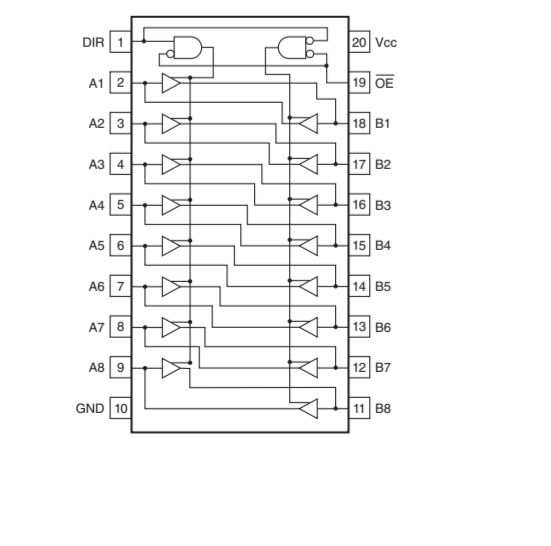 DIR 1 20 Vcc
A1 2 19 OE
A2 3 18 B1
A3 4 17 B2
A4 5 16 B3
A5 6 15 B4
A6 7 14 B5
A7 8 13 B6
A8 9 12 B7
GND 10 11 B8